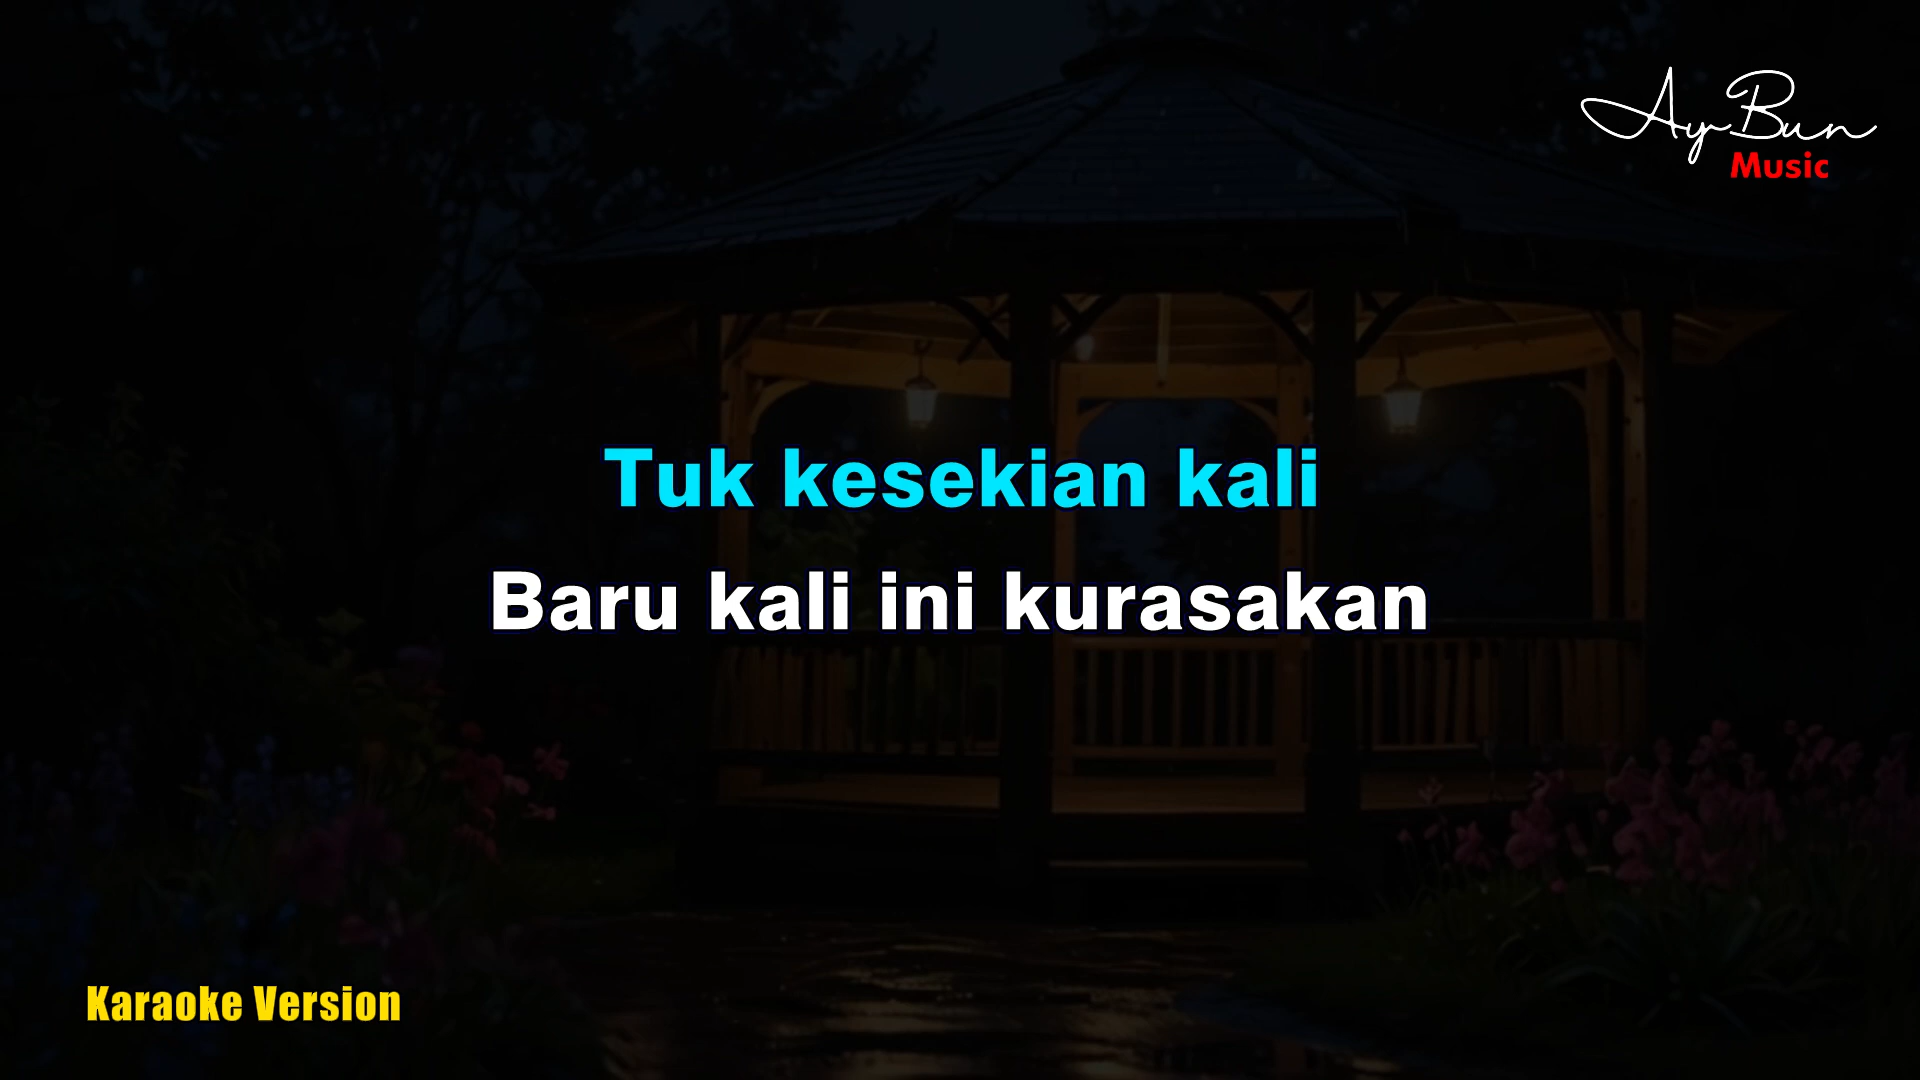 AyBun
Music
Tuk kesekian kali
Baru kali ini kurasakan
Karaoke Version